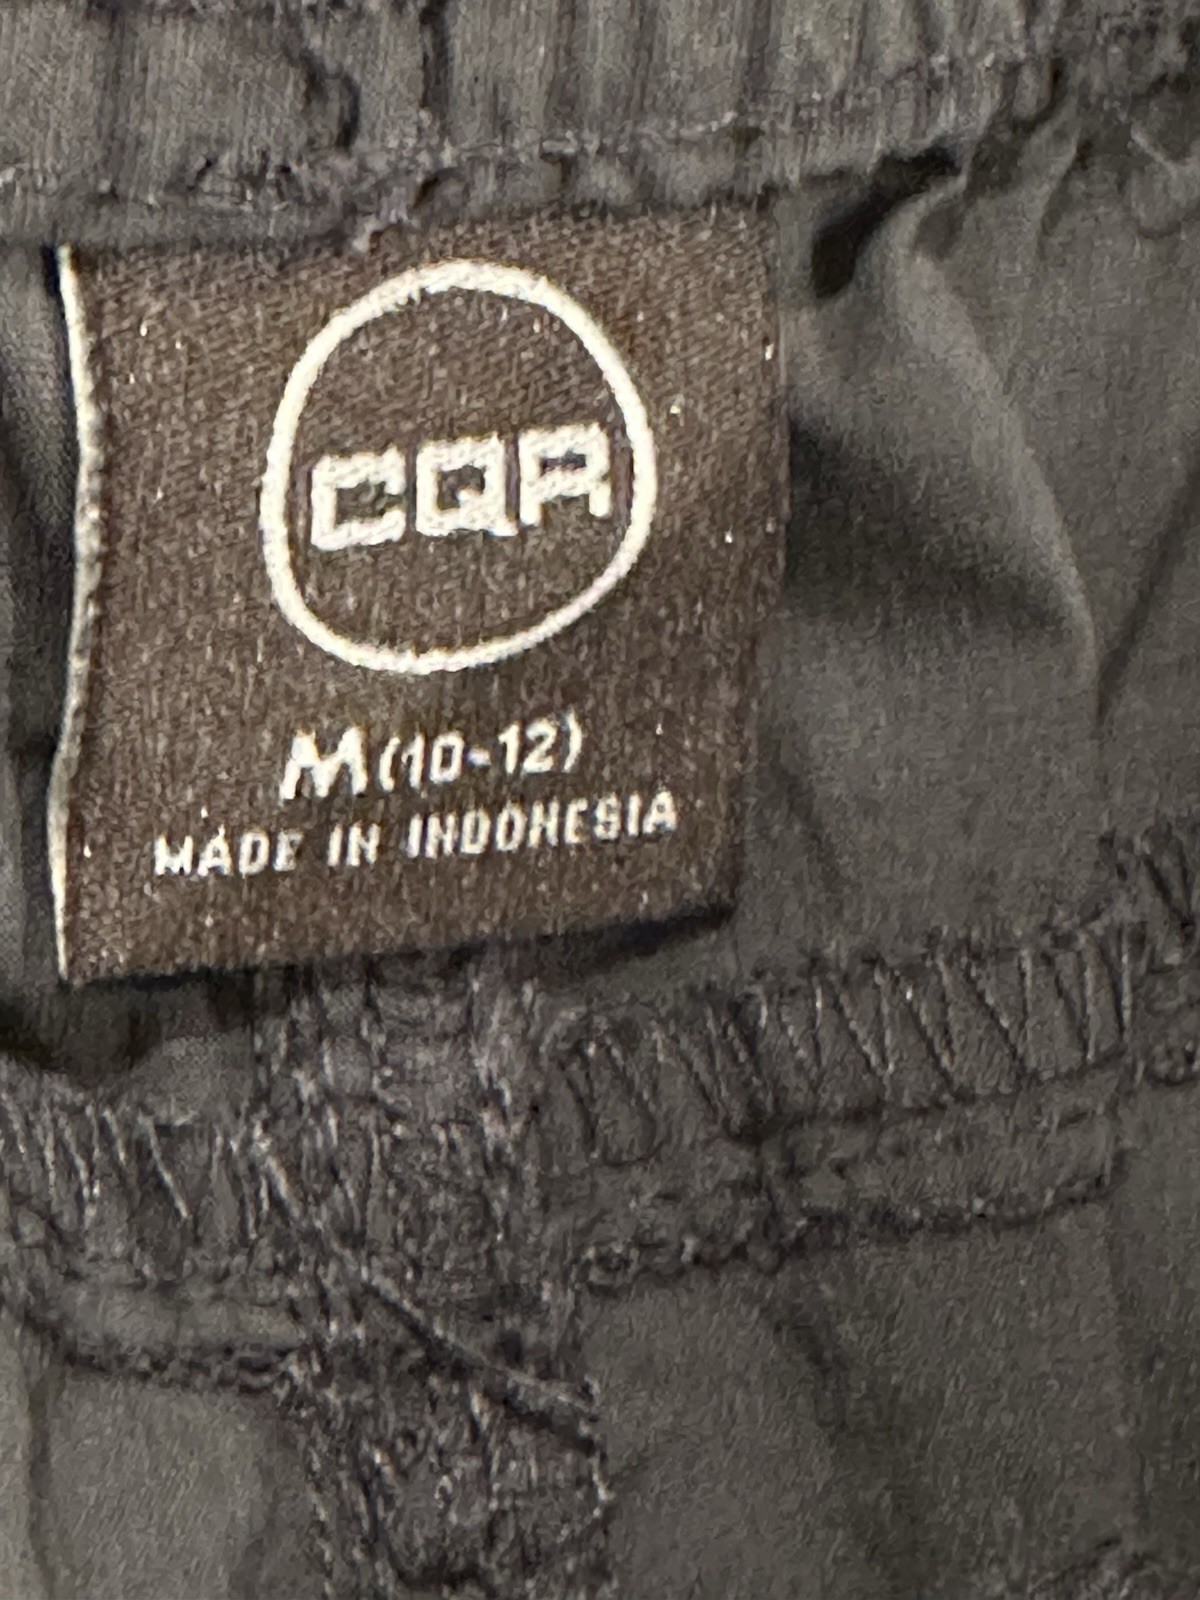 CQR
M (10-12)
MADE IN INDONESIA